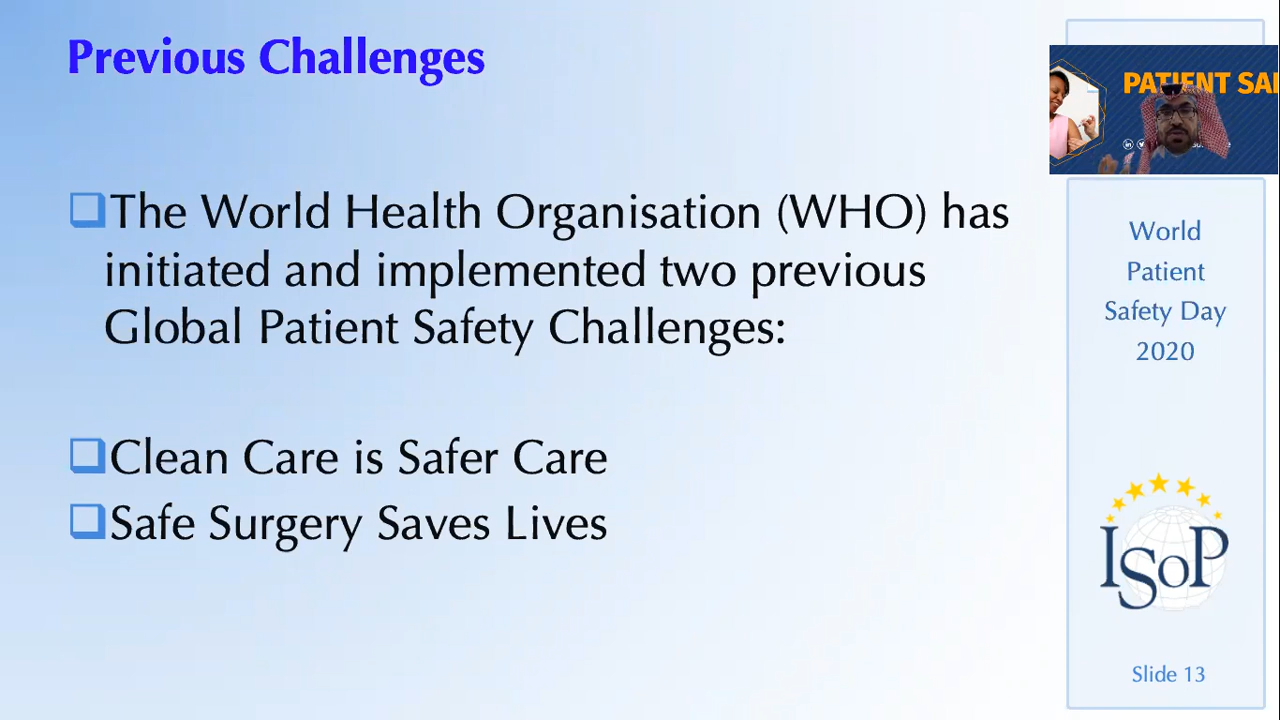 Previous Challenges
The World Health Organisation (WHO) has
initiated and implemented two previous
Global Patient Safety Challenges:
Clean Care is Safer Care
Safe Surgery Saves Lives
PATIENT
World
Patient
Safety Day
2020
ISoP
Slide 13